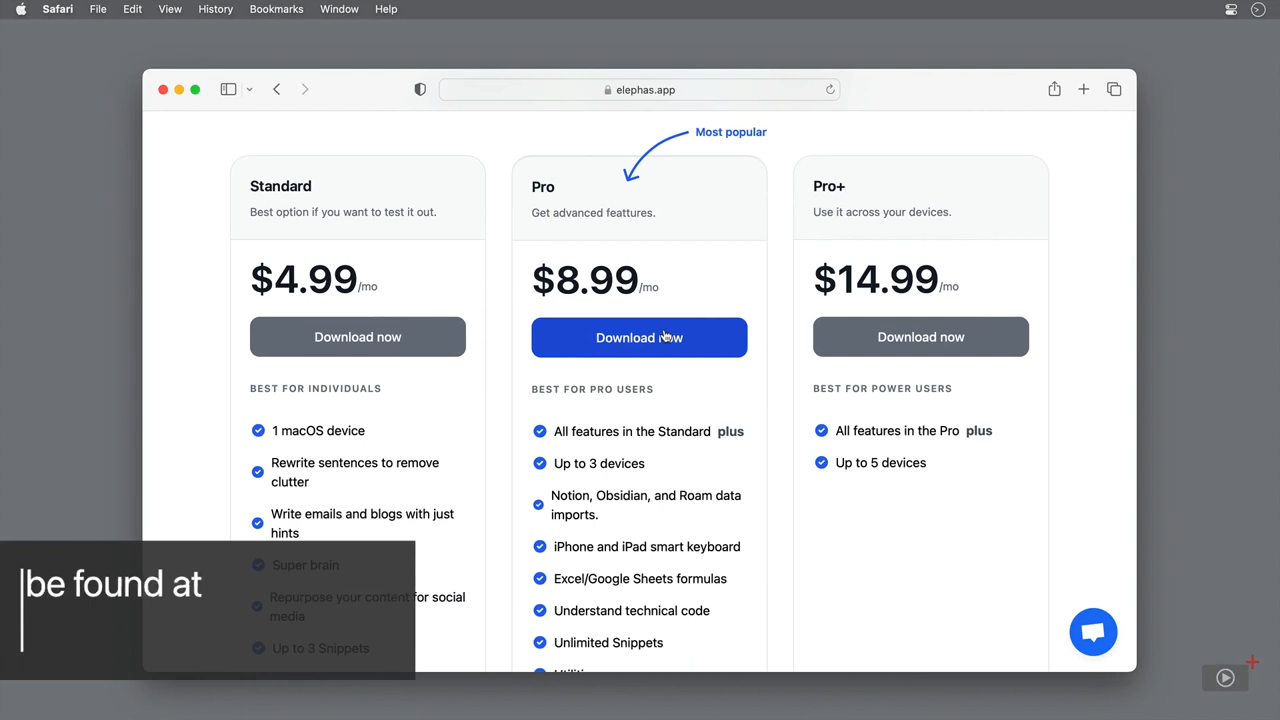 Safari File Edit View History Bookmarks Window Help
elephas.app
Most popular
Standard
Best option if you want to test it out.
$4.99/mo
Download now
BEST FOR INDIVIDUALS
1 macOS device
Rewrite sentences to remove
clutter
Write emails and blogs with just
hints
Super brain
Repurpose your content for social
media
Up to 3 Snippets
Pro
Get advanced feattures.
$8.99/mo
Download now
BEST FOR PRO USERS
All features in the Standard plus
Up to 3 devices
Notion, Obsidian, and Roam data
imports.
iPhone and iPad smart keyboard
Excel/Google Sheets formulas
Understand technical code
Unlimited Snippets
Pro+
Use it across your devices.
$14.99/mo
Download now
BEST FOR POWER USERS
All features in the Pro plus
Up to 5 devices
be found at